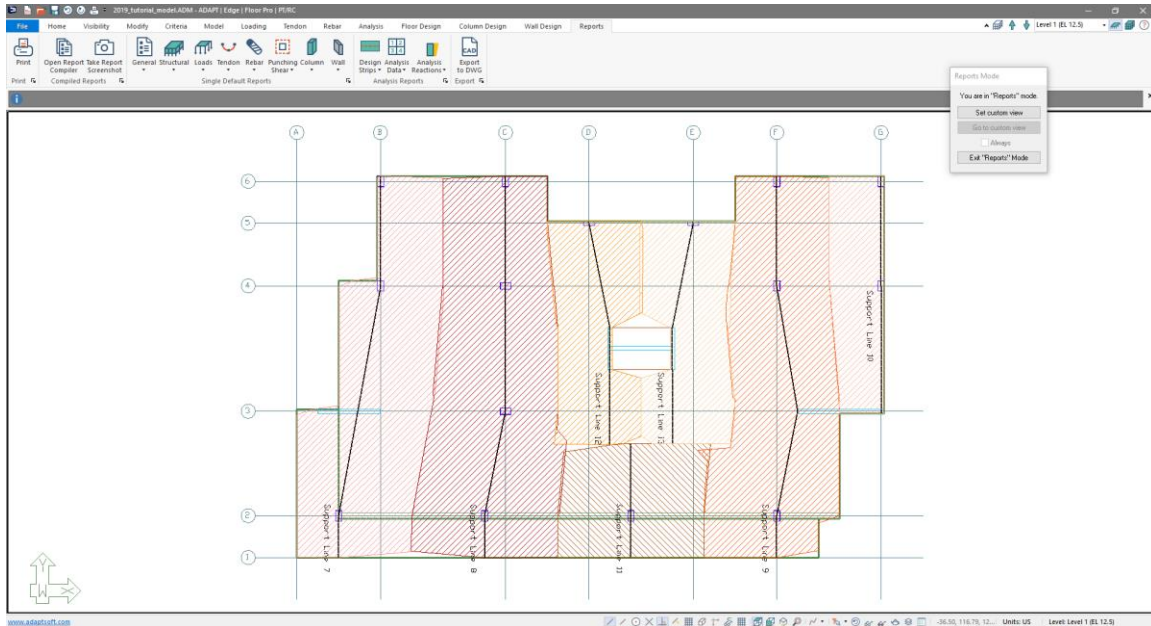 2019_tutorial_model.ADM - ADAPT | Edge | Floor Pro | PT/RC
File Home Visibility Modify Criteria Model Loading Tendon Rebar Analysis Floor Design Column Design Wall Design Reports
Level 1 (EL 12.5)
Print Open Report Compiler Take Report Screenshot General Structural Loads Tendon Rebar Punching Shear Column Wall Design Strips Analysis Data Analysis Reactions Export to DWG
Print Compiled Reports Single Default Reports Analysis Reports Export
Reports Mode
You are in "Reports" mode.
Set custom view
Go to custom view
Always
Exit "Reports" Mode
A B C D E F G
6
5
4
3
2
1
Support Line 10
Support Line 12
Support Line 13
Support Line 7
Support Line 8
Support Line 11
Support Line 9
Y
W X
www.adaptsoft.com
-36.50, 116.79, 12... Units: US Level: Level 1 (EL 12.5)